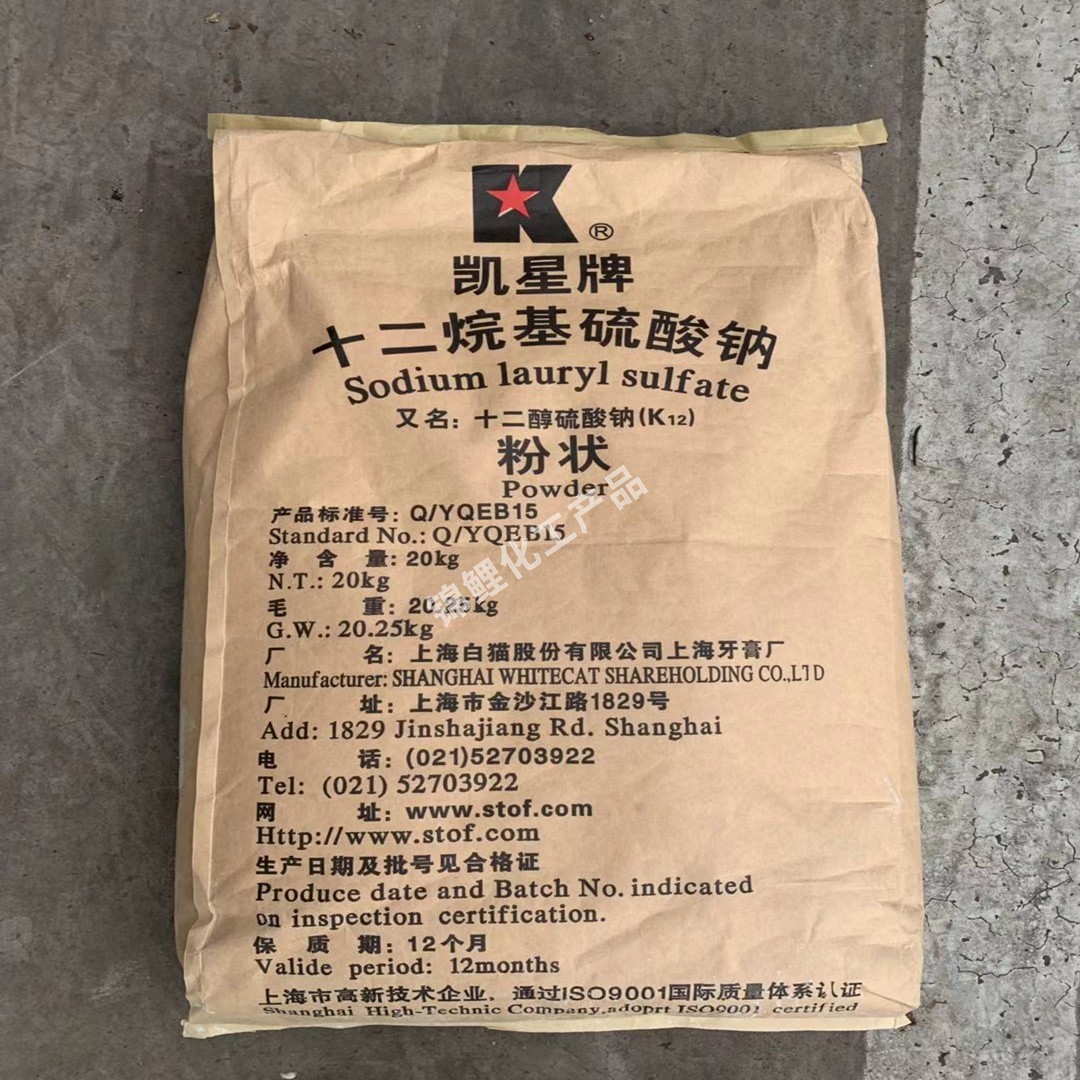 K®
凯星牌
十二烷基硫酸钠
Sodium lauryl sulfate
又名：十二醇硫酸钠(K12)
粉状
Powder
产品标准号：Q/YQEB15
Standard No.: Q/YQEB15
净 含 量：20kg
N.T.: 20kg
毛 重：20.25kg
G.W.: 20.25kg
厂 名：上海白猫股份有限公司上海牙膏厂
Manufacturer: SHANGHAI WHITECAT SHAREHOLDING CO.,LTD
厂 址：上海市金沙江路1829号
Add: 1829 Jinshajiang Rd. Shanghai
电 话：(021)52703922
Tel: (021) 52703922
网 址：www.stof.com
Http://www.stof.com
生产日期及批号见合格证
Produce date and Batch No. indicated
on inspection certification.
保 质 期：12个月
Valide period: 12months
上海市高新技术企业，通过ISO9001国际质量体系认证
Shanghai High-Technic Company,adoprt ISO9001 certified
锦鲤化工产品